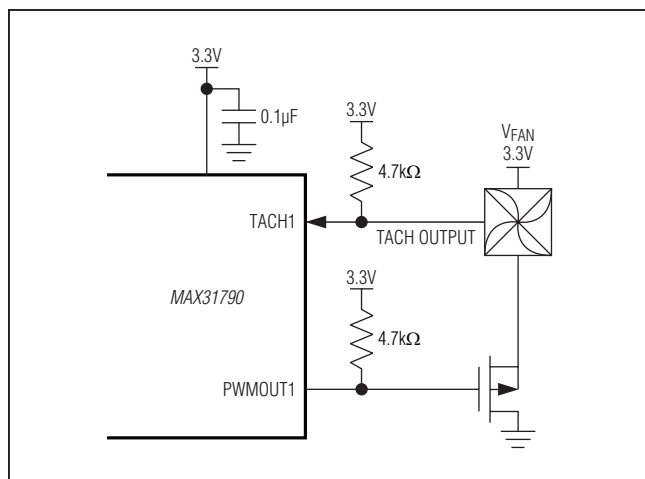 3.3V
0.1µF
3.3V
4.7kΩ
V_FAN
3.3V
TACH1
TACH OUTPUT
MAX31790
3.3V
4.7kΩ
PWMOUT1